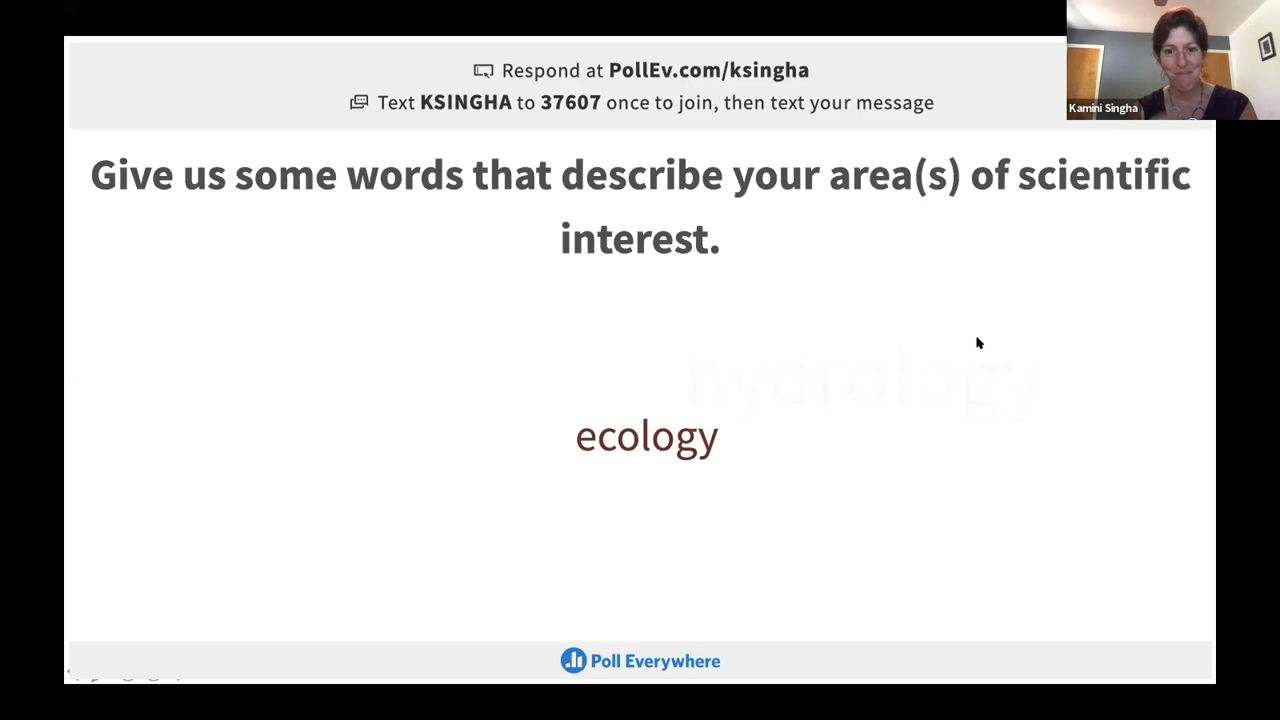 Respond at PollEv.com/ksingha
Text KSINGHA to 37607 once to join, then text your message
Kamini Singha
Give us some words that describe your area(s) of scientific
interest.
hydrology
ecology
Poll Everywhere